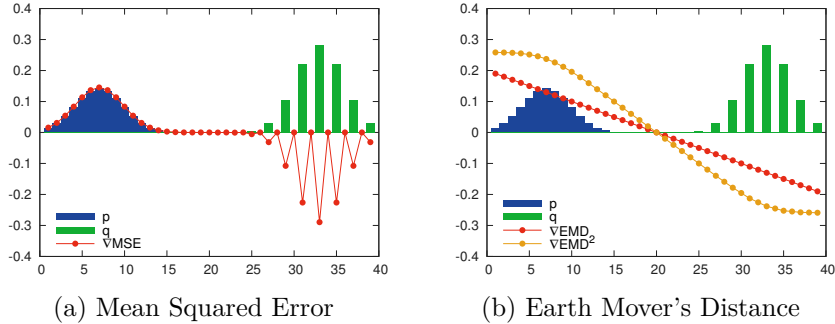 0.4
0.3
0.2
0.1
0
-0.1
-0.2
-0.3
-0.4
p
q
∇MSE
0 5 10 15 20 25 30 35 40
(a) Mean Squared Error
0.4
0.3
0.2
0.1
0
-0.1
-0.2
-0.3
-0.4
p
q
∇EMD
∇EMD²
0 5 10 15 20 25 30 35 40
(b) Earth Mover's Distance